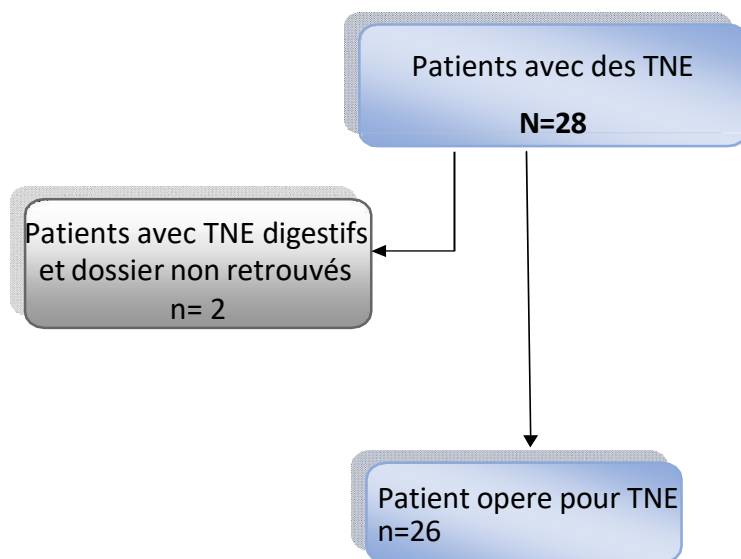 Patients avec des TNE
N=28
Patients avec TNE digestifs
et dossier non retrouvés
n= 2
Patient opere pour TNE
n=26